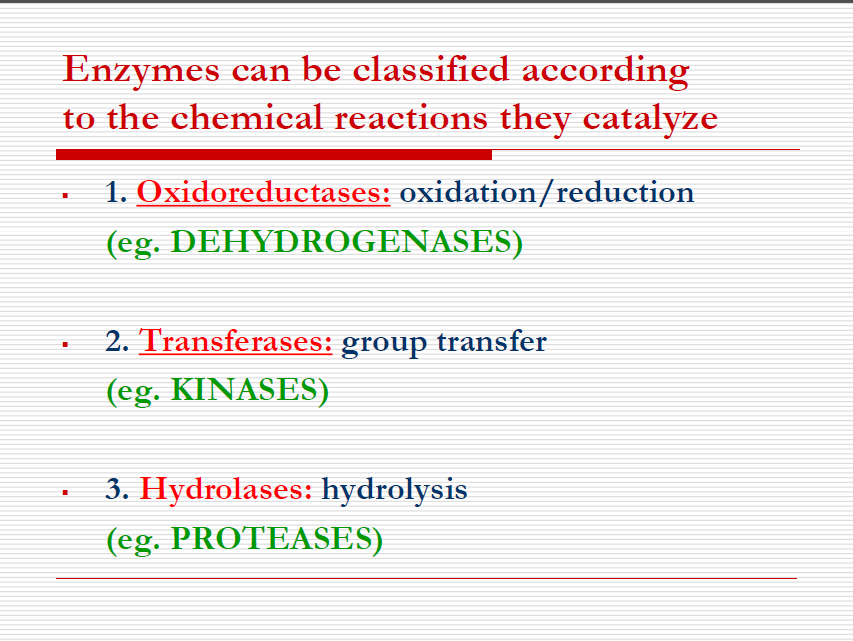 Enzymes can be classified according
to the chemical reactions they catalyze
▪ 1. Oxidoreductases: oxidation/reduction
(eg. DEHYDROGENASES)
▪ 2. Transferases: group transfer
(eg. KINASES)
▪ 3. Hydrolases: hydrolysis
(eg. PROTEASES)